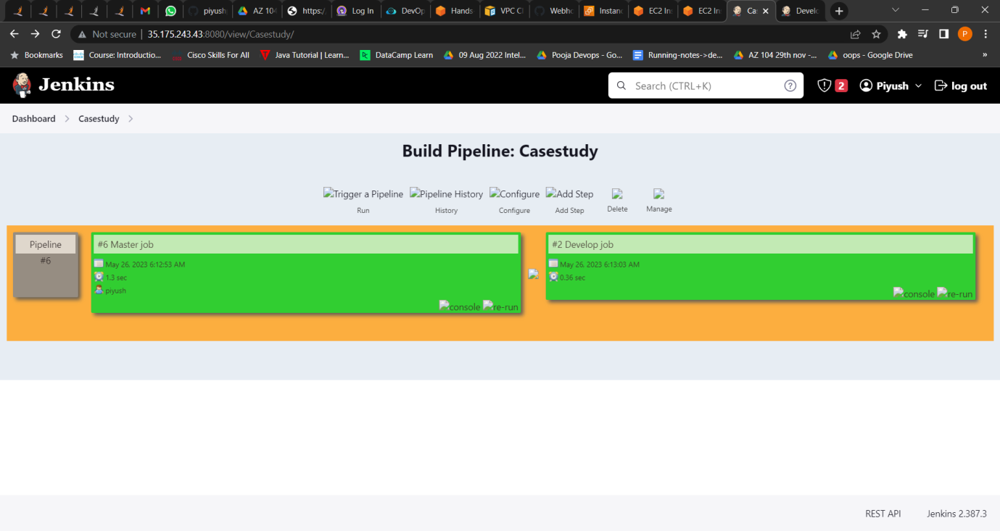 piyush
AZ 104
https:/
Log In
DevOp
Hands
VPC
Webho
Instanc
EC2 In
EC2 In
Ca
Develo
Not secure
35.175.243.43:8080/view/Casestudy/
P
Bookmarks
Course: Introductio...
Cisco Skills For All
Java Tutorial | Learn...
DataCamp Learn
09 Aug 2022 Intel...
Pooja Devops - Go...
Running-notes->de...
AZ 104 29th nov -...
oops - Google Drive
»
Jenkins
Search (CTRL+K)
?
2
Piyush
log out
Dashboard
Casestudy
Build Pipeline: Casestudy
Trigger a Pipeline
Pipeline History
Configure
Add Step
Run
History
Configure
Add Step
Delete
Manage
Pipeline
#6
#6 Master job
May 26, 2023 6:12:53 AM
1.3 sec
piyush
console
re-run
#2 Develop job
May 26, 2023 6:13:03 AM
0.36 sec
console
re-run
REST API
Jenkins 2.387.3